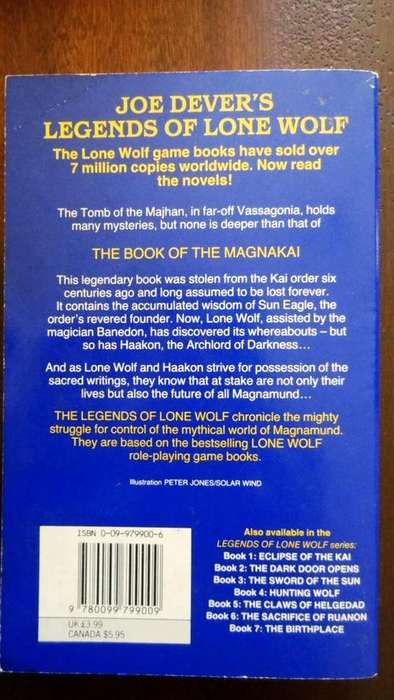 JOE DEVER'S
LEGENDS OF LONE WOLF
The Lone Wolf game books have sold over
7 million copies worldwide. Now read
the novels!
The Tomb of the Majhan, in far-off Vassagonia, holds
many mysteries, but none is deeper than that of
THE BOOK OF THE MAGNAKAI
This legendary book was stolen from the Kai order six
centuries ago and long assumed to be lost forever.
It contains the accumulated wisdom of Sun Eagle, the
order's revered founder. Now, Lone Wolf, assisted by the
magician Banedon, has discovered its whereabouts – but
so has Haakon, the Archlord of Darkness...
And as Lone Wolf and Haakon strive for possession of the
sacred writings, they know that at stake are not only their
lives but also the future of all Magnamund...
THE LEGENDS OF LONE WOLF chronicle the mighty
struggle for control of the mythical world of Magnamund.
They are based on the bestselling LONE WOLF
role-playing game books.
Illustration PETER JONES/SOLAR WIND
ISBN 0-09-979900-6
9 780099 799009
UK £3.99
CANADA $5.95
Also available in the
LEGENDS OF LONE WOLF series:
Book 1: ECLIPSE OF THE KAI
Book 2: THE DARK DOOR OPENS
Book 3: THE SWORD OF THE SUN
Book 4: HUNTING WOLF
Book 5: THE CLAWS OF HELGEDAD
Book 6: THE SACRIFICE OF RUANON
Book 7: THE BIRTHPLACE